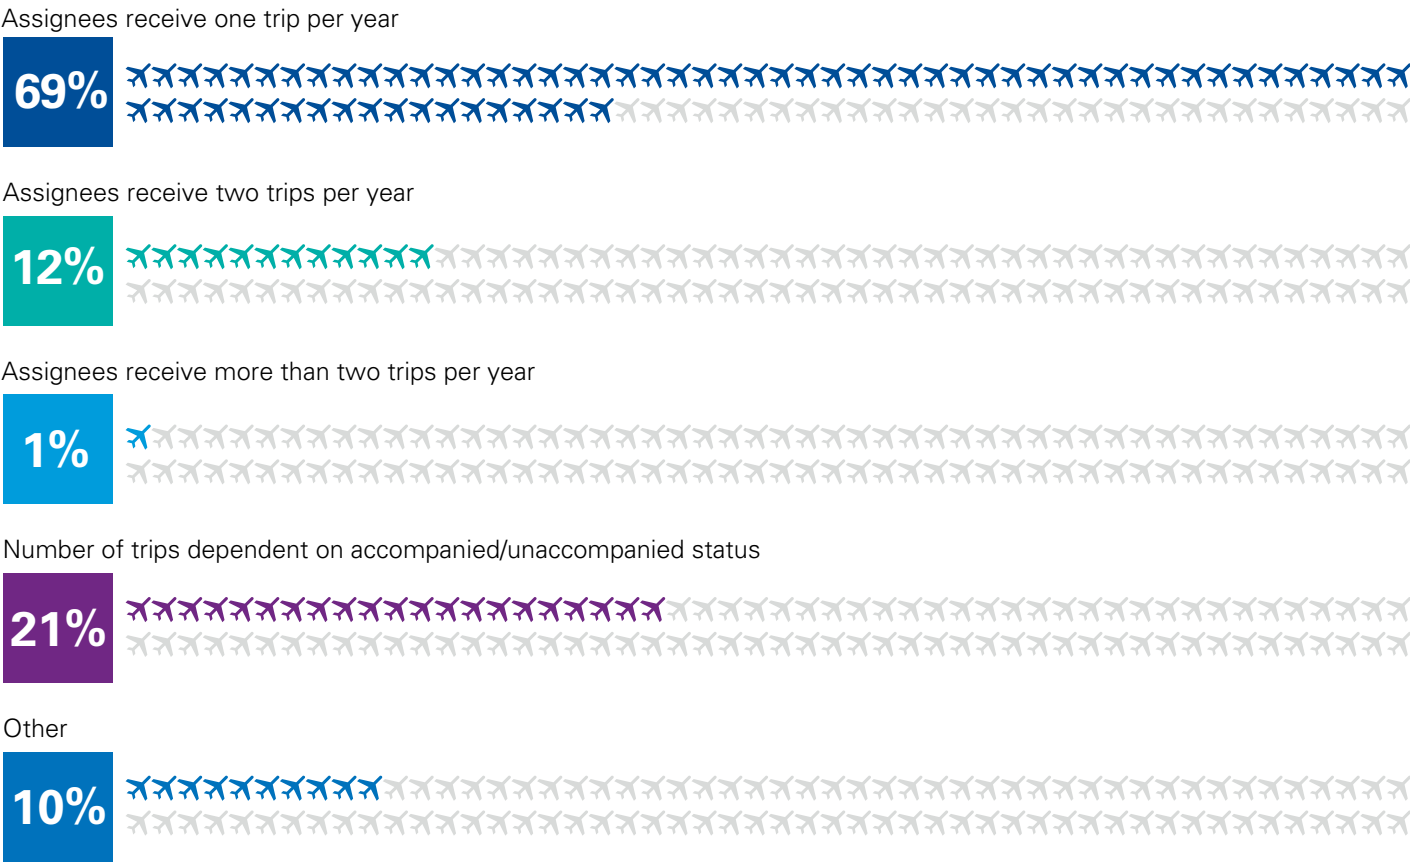 Assignees receive one trip per year
69%
Assignees receive two trips per year
12%
Assignees receive more than two trips per year
1%
Number of trips dependent on accompanied/unaccompanied status
21%
Other
10%